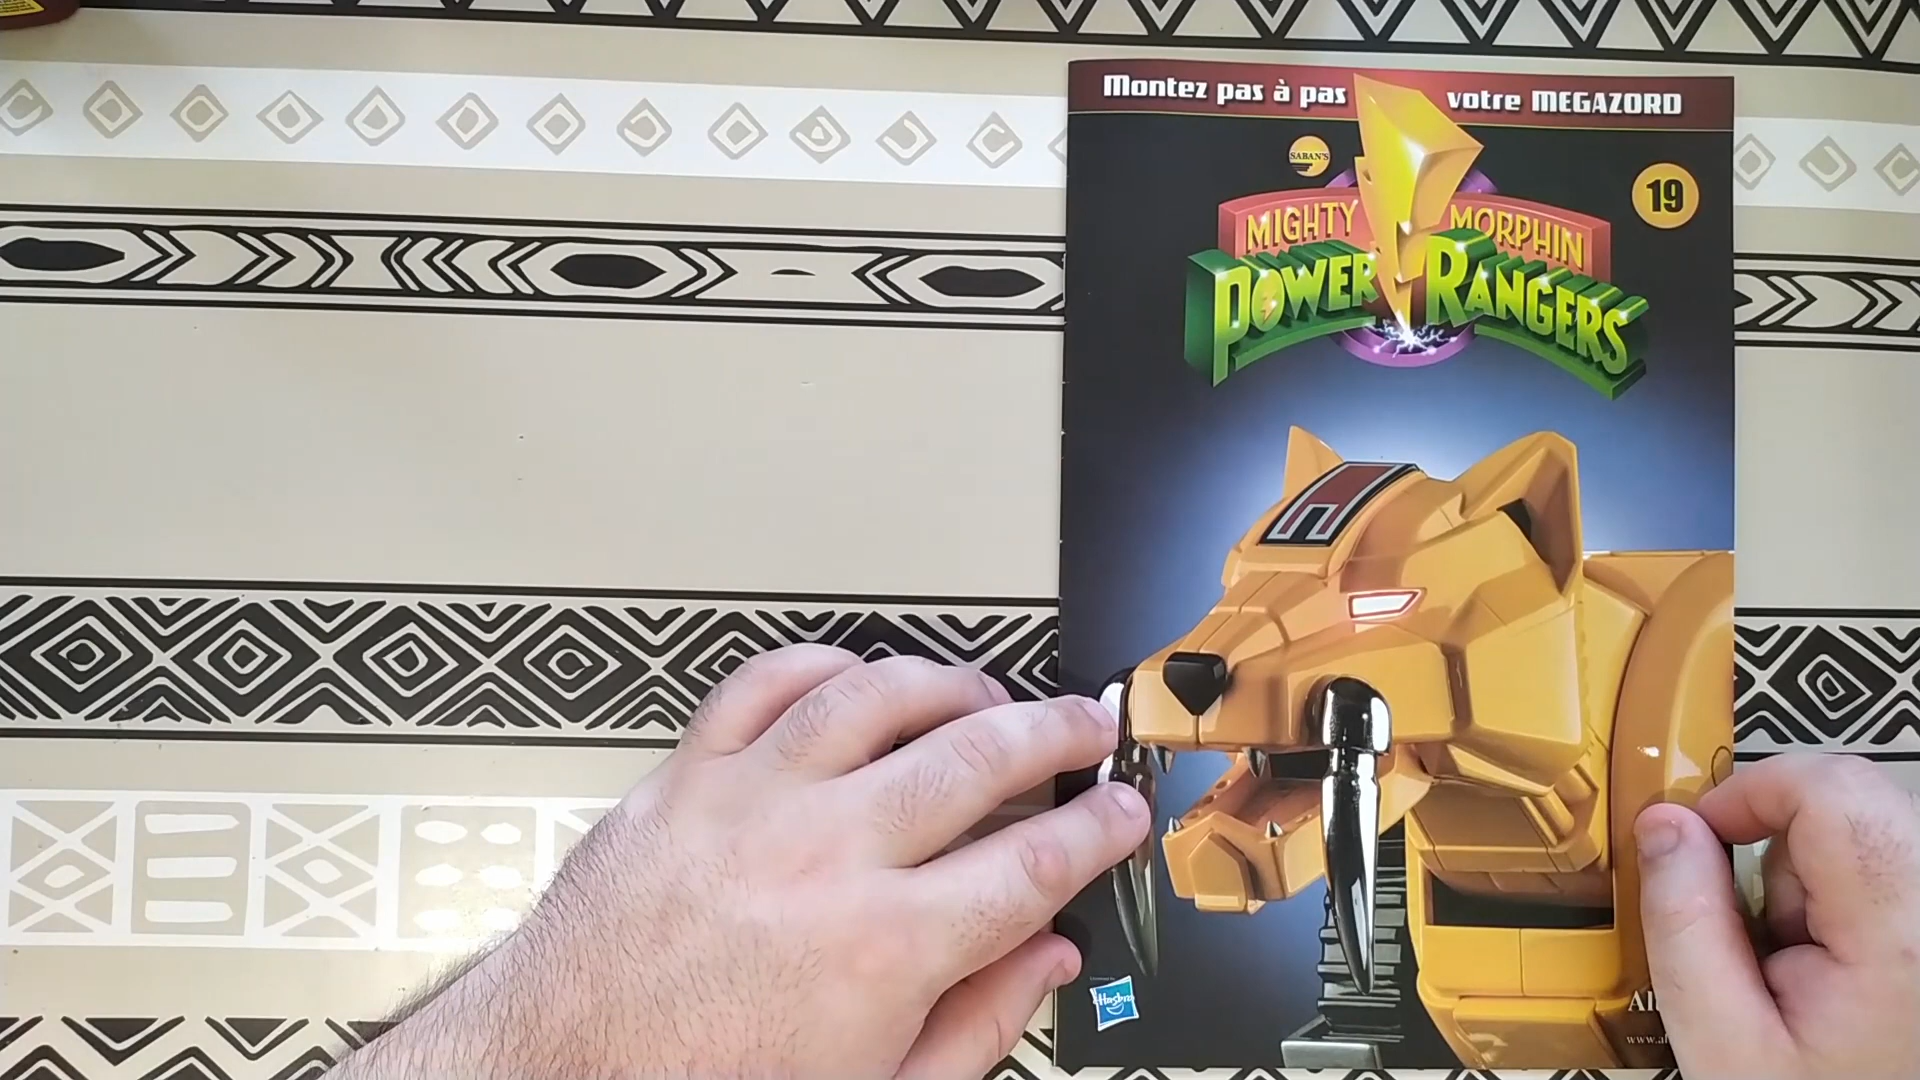 Montez pas à pas votre MEGAZORD
SABAN'S
19
MIGHTY MORPHIN
POWER RANGERS
Hasbro